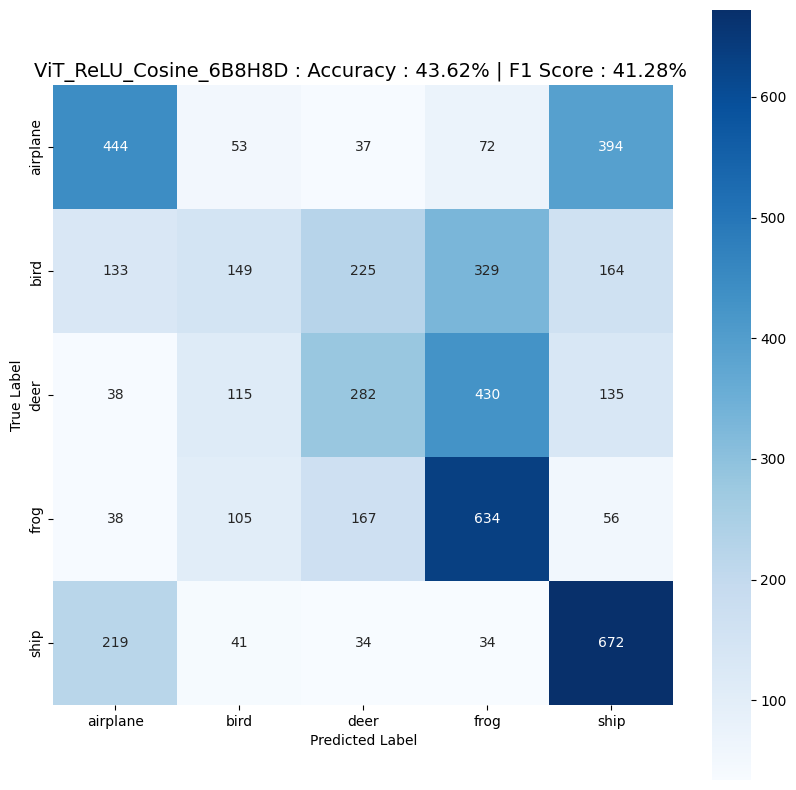 ViT_ReLU_Cosine_6B8H8D : Accuracy : 43.62% | F1 Score : 41.28%
airplane 444 53 37 72 394
bird 133 149 225 329 164
deer 38 115 282 430 135
frog 38 105 167 634 56
ship 219 41 34 34 672
airplane bird deer frog ship
Predicted Label
True Label
600
500
400
300
200
100